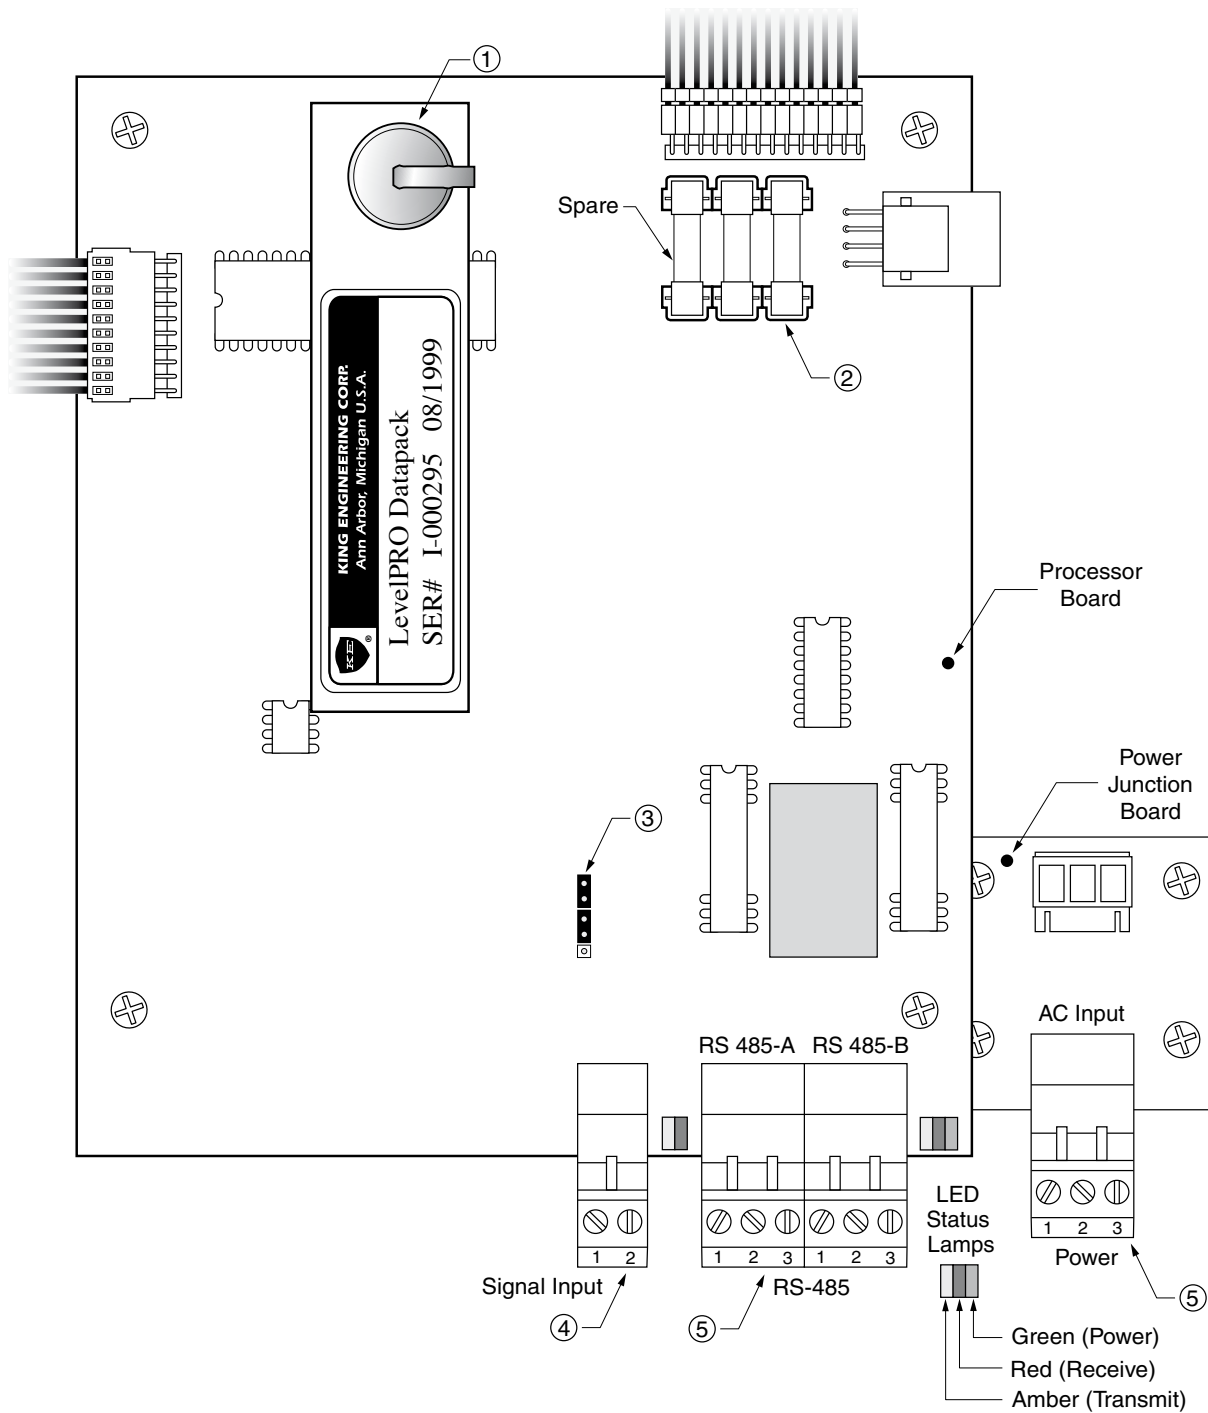 1
Spare
2
KING ENGINEERING CORP.
Ann Arbor, Michigan U.S.A.
KE
®
LevelPRO Datapack
SER# I-000295 08/1999
Processor
Board
Power
Junction
Board
3
AC Input
RS 485-A RS 485-B
1 2
1 2 3 1 2 3
1 2 3
Signal Input
RS-485
LED
Status
Lamps
Power
4
5
5
Green (Power)
Red (Receive)
Amber (Transmit)